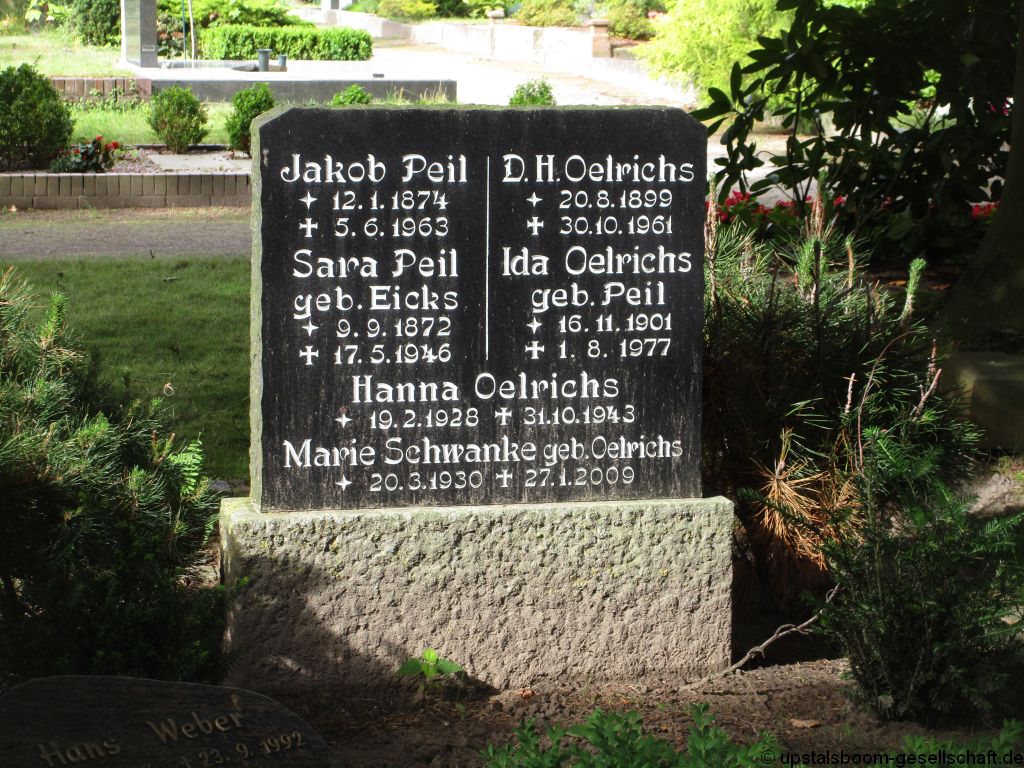 Jakob Peil
✦ 12.1.1874
✝ 5.6.1963
Sara Peil
geb. Eicks
✦ 9.9.1872
✝ 17.5.1946
D.H. Oelrichs
✦ 20.8.1899
✝ 30.10.1961
Ida Oelrichs
geb. Peil
✦ 16.11.1901
✝ 1.8.1977
Hanna Oelrichs
✦ 19.2.1928 ✝ 31.10.1943
Marie Schwanke geb. Oelrichs
✦ 20.3.1930 ✝ 27.1.2009
Hans Weber
† 23.9.1992
© upstalsboom-gesellschaft.de